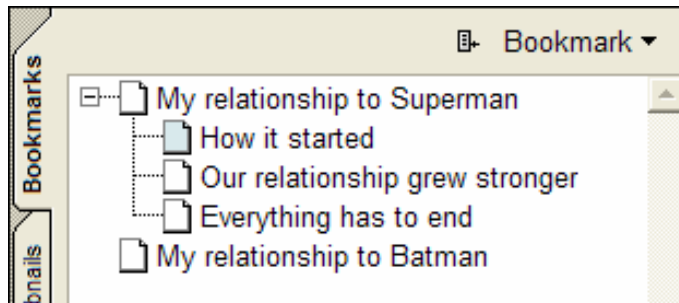 Bookmark
Bookmarks
My relationship to Superman
How it started
Our relationship grew stronger
Everything has to end
My relationship to Batman